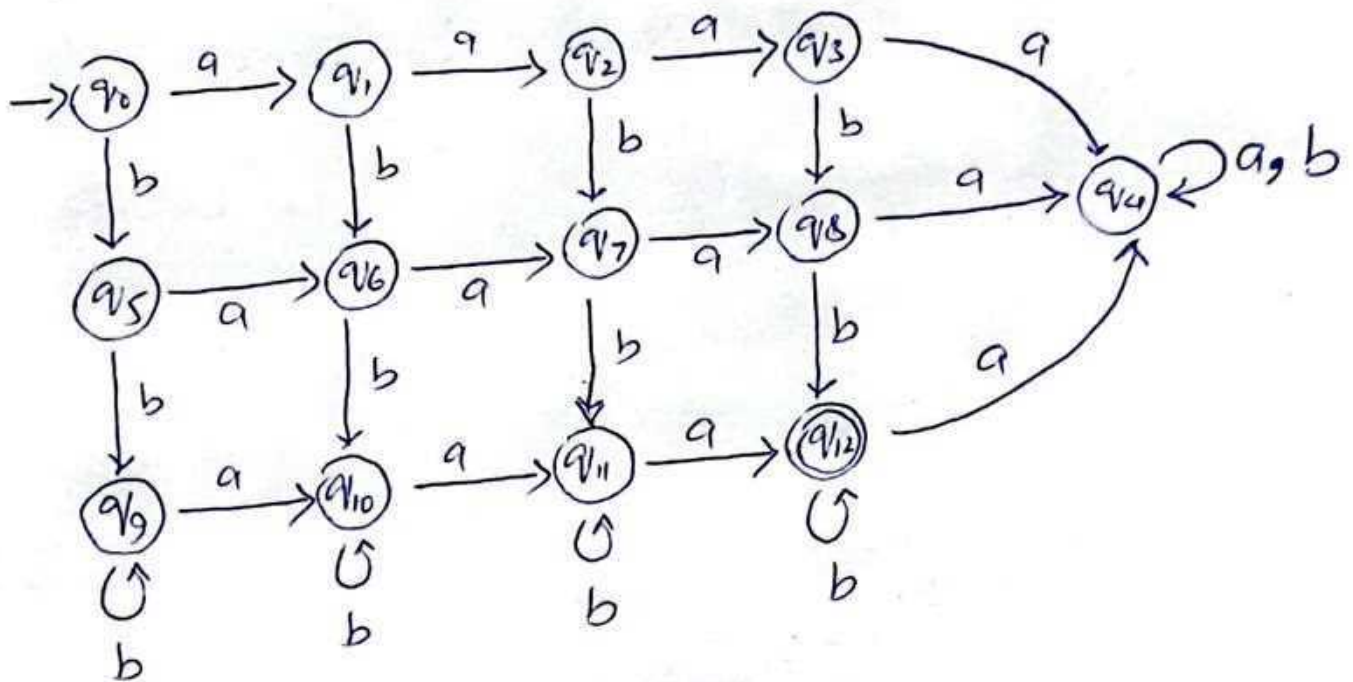 q0 a q1 a q2 a q3 a
b b b b
a, b
q5 a q6 a q7 a q8 a q4
b b b b
q9 a q10 a q11 a q12 a
b b b b